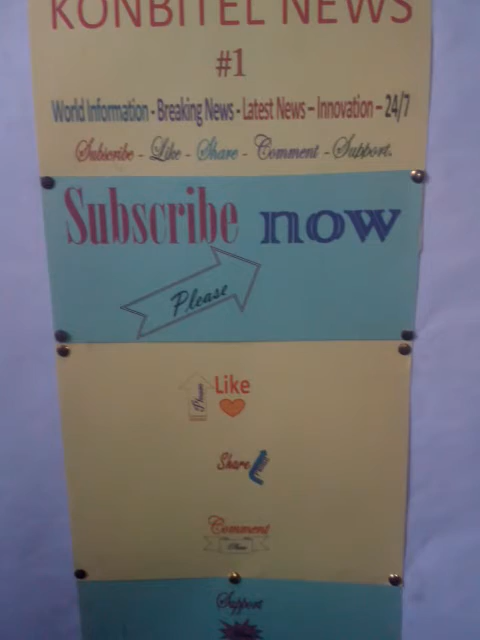 KONBITEL NEWS
#1
World Information - Breaking News - Latest News – Innovation – 24/7
Subscribe - Like - Share - Comment - Support.
Subscribe now
Please
Like
Please
Share
Comment
Please
Support